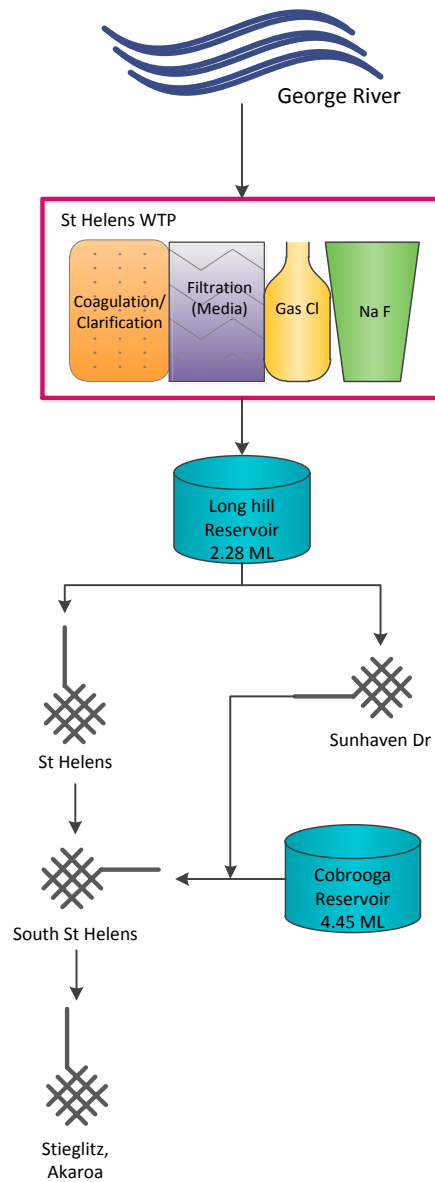 George River
St Helens WTP
Coagulation/
Clarification
Filtration
(Media)
Gas Cl
Na F
Long hill
Reservoir
2.28 ML
St Helens
Sunhaven Dr
Cobrooga
Reservoir
4.45 ML
South St Helens
Stieglitz,
Akaroa